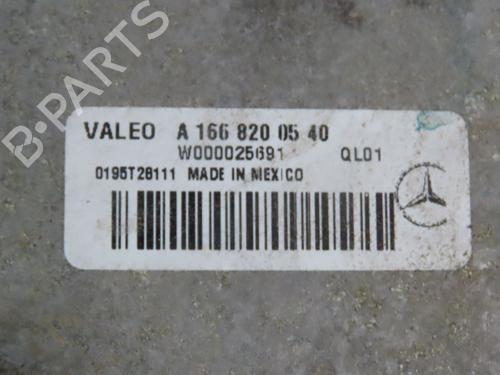 B-PARTS
VALEO A 166 820 05 40
W000025691 QL01
0195T28111 MADE IN MEXICO